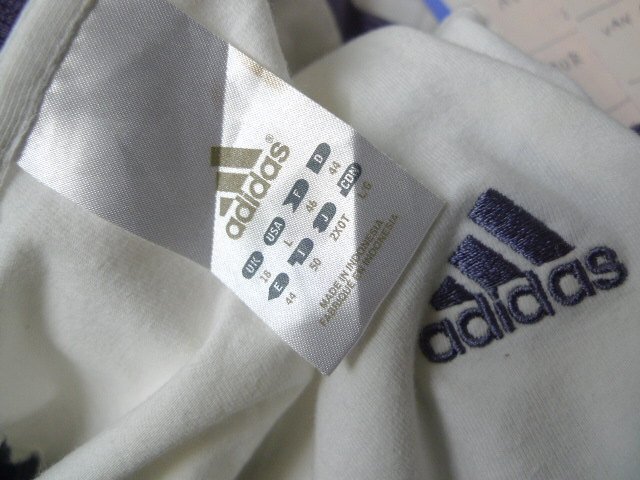 adidas®
UK USA F D
18 L 46 44
E I J CDN
44 50 2XOT L/G
MADE IN INDONESIA
FABRIQUE EN INDONESIE
adidas